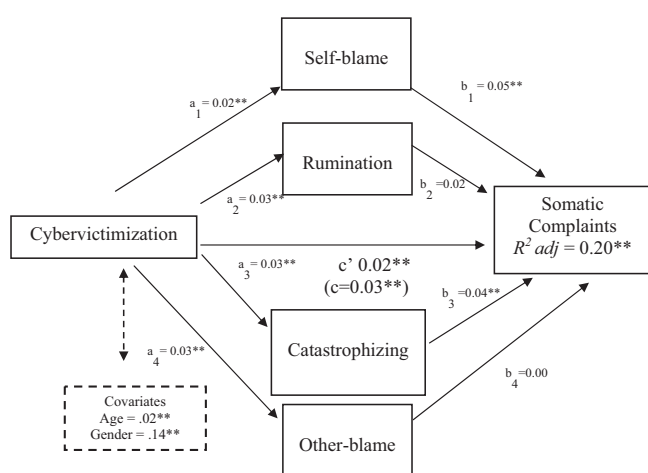 Self-blame
a1 = 0.02**
b1 = 0.05**
Rumination
a2 = 0.03**
b2 =0.02
Somatic
Complaints
R² adj = 0.20**
Cybervictimization
c' 0.02**
(c=0.03**)
a3 = 0.03**
b3 =0.04**
Catastrophizing
a4 = 0.03**
b4 =0.00
Covariates
Age = .02**
Gender = .14**
Other-blame